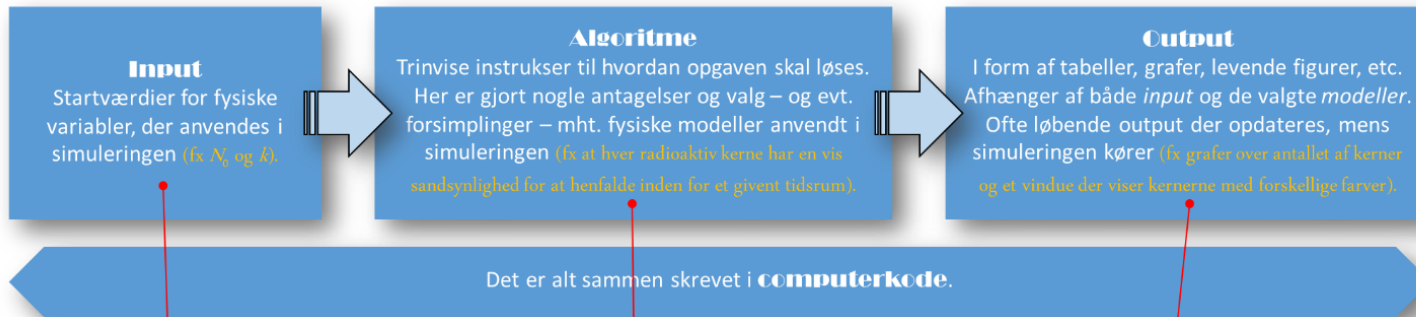 Input
Startværdier for fysiske
variabler, der anvendes i
simuleringen (fx N₀ og k).
Algoritme
Trinvise instrukser til hvordan opgaven skal løses.
Her er gjort nogle antagelser og valg – og evt.
forsimplinger – mht. fysiske modeller anvendt i
simuleringen (fx at hver radioaktiv kerne har en vis
sandsynlighed for at henfalde inden for et givent tidsrum).
Output
I form af tabeller, grafer, levende figurer, etc.
Afhænger af både input og de valgte modeller.
Ofte løbende output der opdateres, mens
simuleringen kører (fx grafer over antallet af kerner
og et vindue der viser kernerne med forskellige farver).
Det er alt sammen skrevet i computerkode.